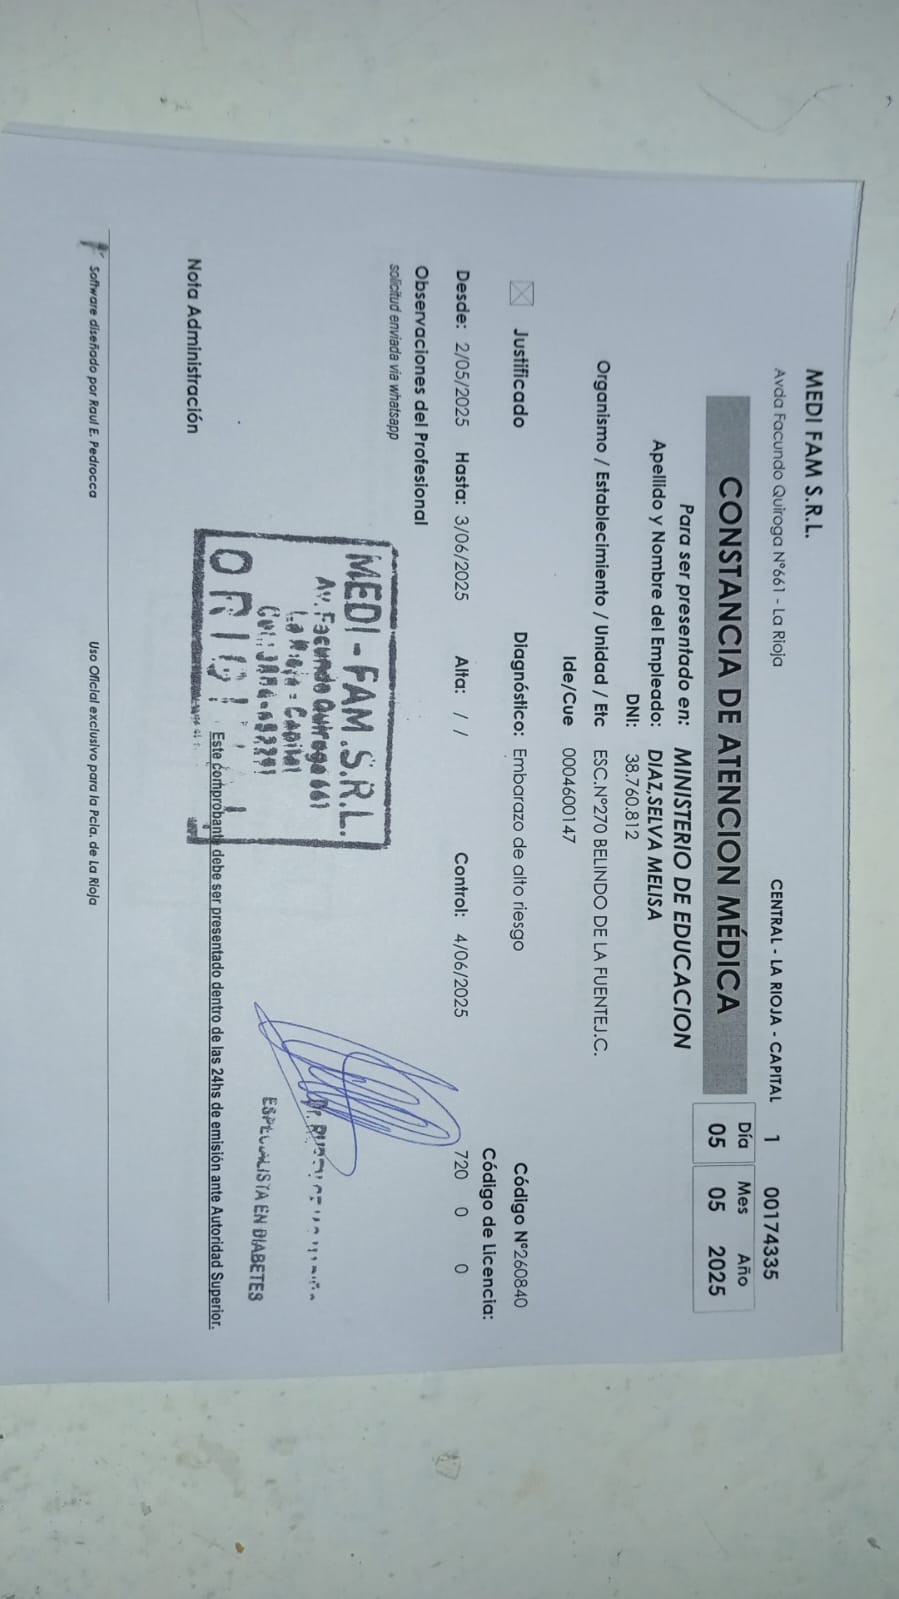 MEDI FAM S.R.L.
Avda Facundo Quiroga N°661 - La Rioja
CENTRAL - LA RIOJA - CAPITAL 1 00174335
CONSTANCIA DE ATENCION MÉDICA
Día Mes Año
05 05 2025
Para ser presentado en: MINISTERIO DE EDUCACION
Apellido y Nombre del Empleado: DIAZ,SELVA MELISA
DNI: 38.760.812
Organismo / Establecimiento / Unidad / Etc ESC.N°270 BELINDO DE LA FUENTEJ.C.
Ide/Cue 0004600147
Justificado Diagnóstico: Embarazo de alto riesgo Código N°260840
Código de Licencia:
Desde: 2/05/2025 Hasta: 3/06/2025 Alta: / / Control: 4/06/2025 720 0 0
Observaciones del Profesional
solicitud enviada via whatsapp
MEDI - FAM .S.R.L.
Av. Facundo Quiroga 661
La Rioja - Capital
Dr.
ESPECIALISTA EN DIABETES
Este comprobante debe ser presentado dentro de las 24hs de emisión ante Autoridad Superior.
Nota Administración
Software diseñado por Raul E. Pedrocca Uso Oficial exclusivo para la Pcia. de La Rioja